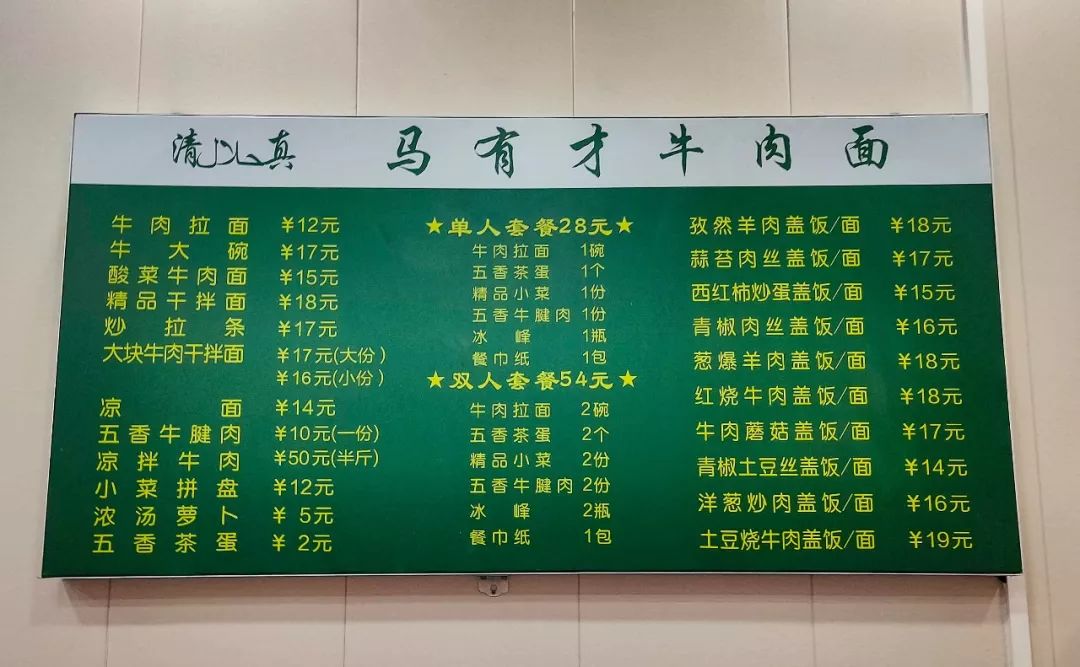 清真 马有才牛肉面
牛肉拉面 ¥12元
牛大碗 ¥17元
酸菜牛肉面 ¥15元
精品干拌面 ¥18元
炒拉条 ¥17元
大块牛肉干拌面 ¥17元(大份)
¥16元(小份)
凉面 ¥14元
五香牛腱肉 ¥10元(一份)
凉拌牛肉 ¥50元(半斤)
小菜拼盘 ¥12元
浓汤萝卜 ¥5元
五香茶蛋 ¥2元
★单人套餐28元★
牛肉拉面 1碗
五香茶蛋 1个
精品小菜 1份
五香牛腱肉 1份
冰峰 1瓶
餐巾纸 1包
★双人套餐54元★
牛肉拉面 2碗
五香茶蛋 2个
精品小菜 2份
五香牛腱肉 2份
冰峰 2瓶
餐巾纸 1包
孜然羊肉盖饭/面 ¥18元
蒜苔肉丝盖饭/面 ¥17元
西红柿炒蛋盖饭/面 ¥15元
青椒肉丝盖饭/面 ¥16元
葱爆羊肉盖饭/面 ¥18元
红烧牛肉盖饭/面 ¥18元
牛肉蘑菇盖饭/面 ¥17元
青椒土豆丝盖饭/面 ¥14元
洋葱炒肉盖饭/面 ¥16元
土豆烧牛肉盖饭/面 ¥19元